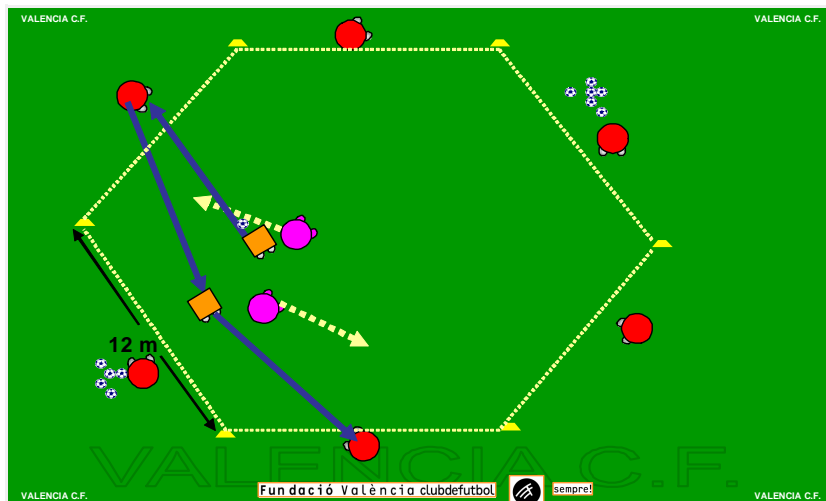 VALENCIA C.F.
VALENCIA C.F.
12 m
VALENCIA C.F.
VALENCIA C.F.
Fundació València clubdefutbol
sempre!
VALENCIA C.F.